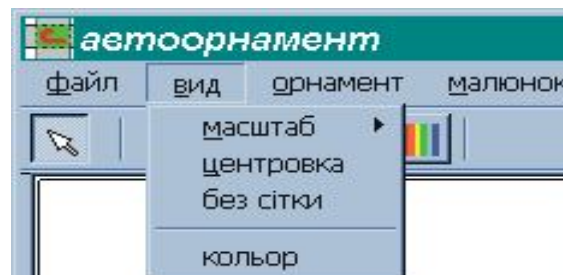 автоорнамент
файл вид орнамент малюнок
масштаб
центровка
без сітки
кольор